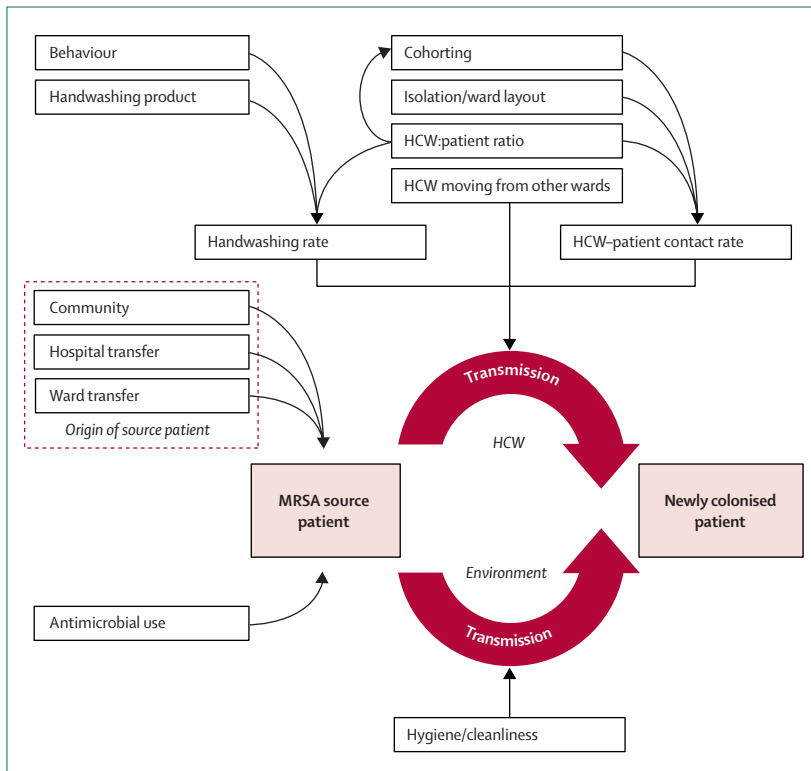 Behaviour
Handwashing product
Cohorting
Isolation/ward layout
HCW:patient ratio
HCW moving from other wards
Handwashing rate
HCW–patient contact rate
Community
Hospital transfer
Ward transfer
Origin of source patient
Transmission
HCW
MRSA source
patient
Newly colonised
patient
Environment
Transmission
Antimicrobial use
Hygiene/cleanliness